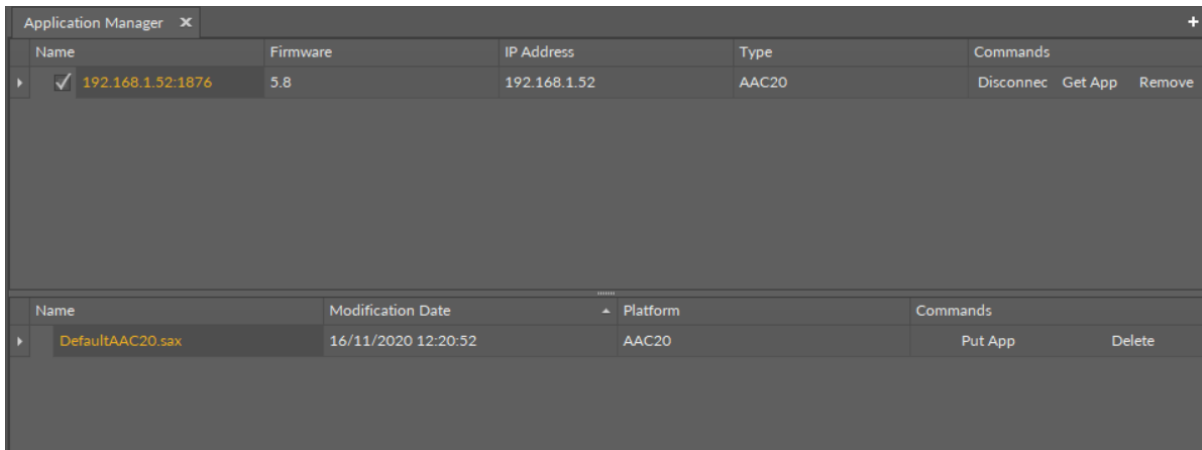 Application Manager X +
Name Firmware IP Address Type Commands
192.168.1.52:1876 5.8 192.168.1.52 AAC20 Disconnec Get App Remove
Name Modification Date Platform Commands
DefaultAAC20.sax 16/11/2020 12:20:52 AAC20 Put App Delete